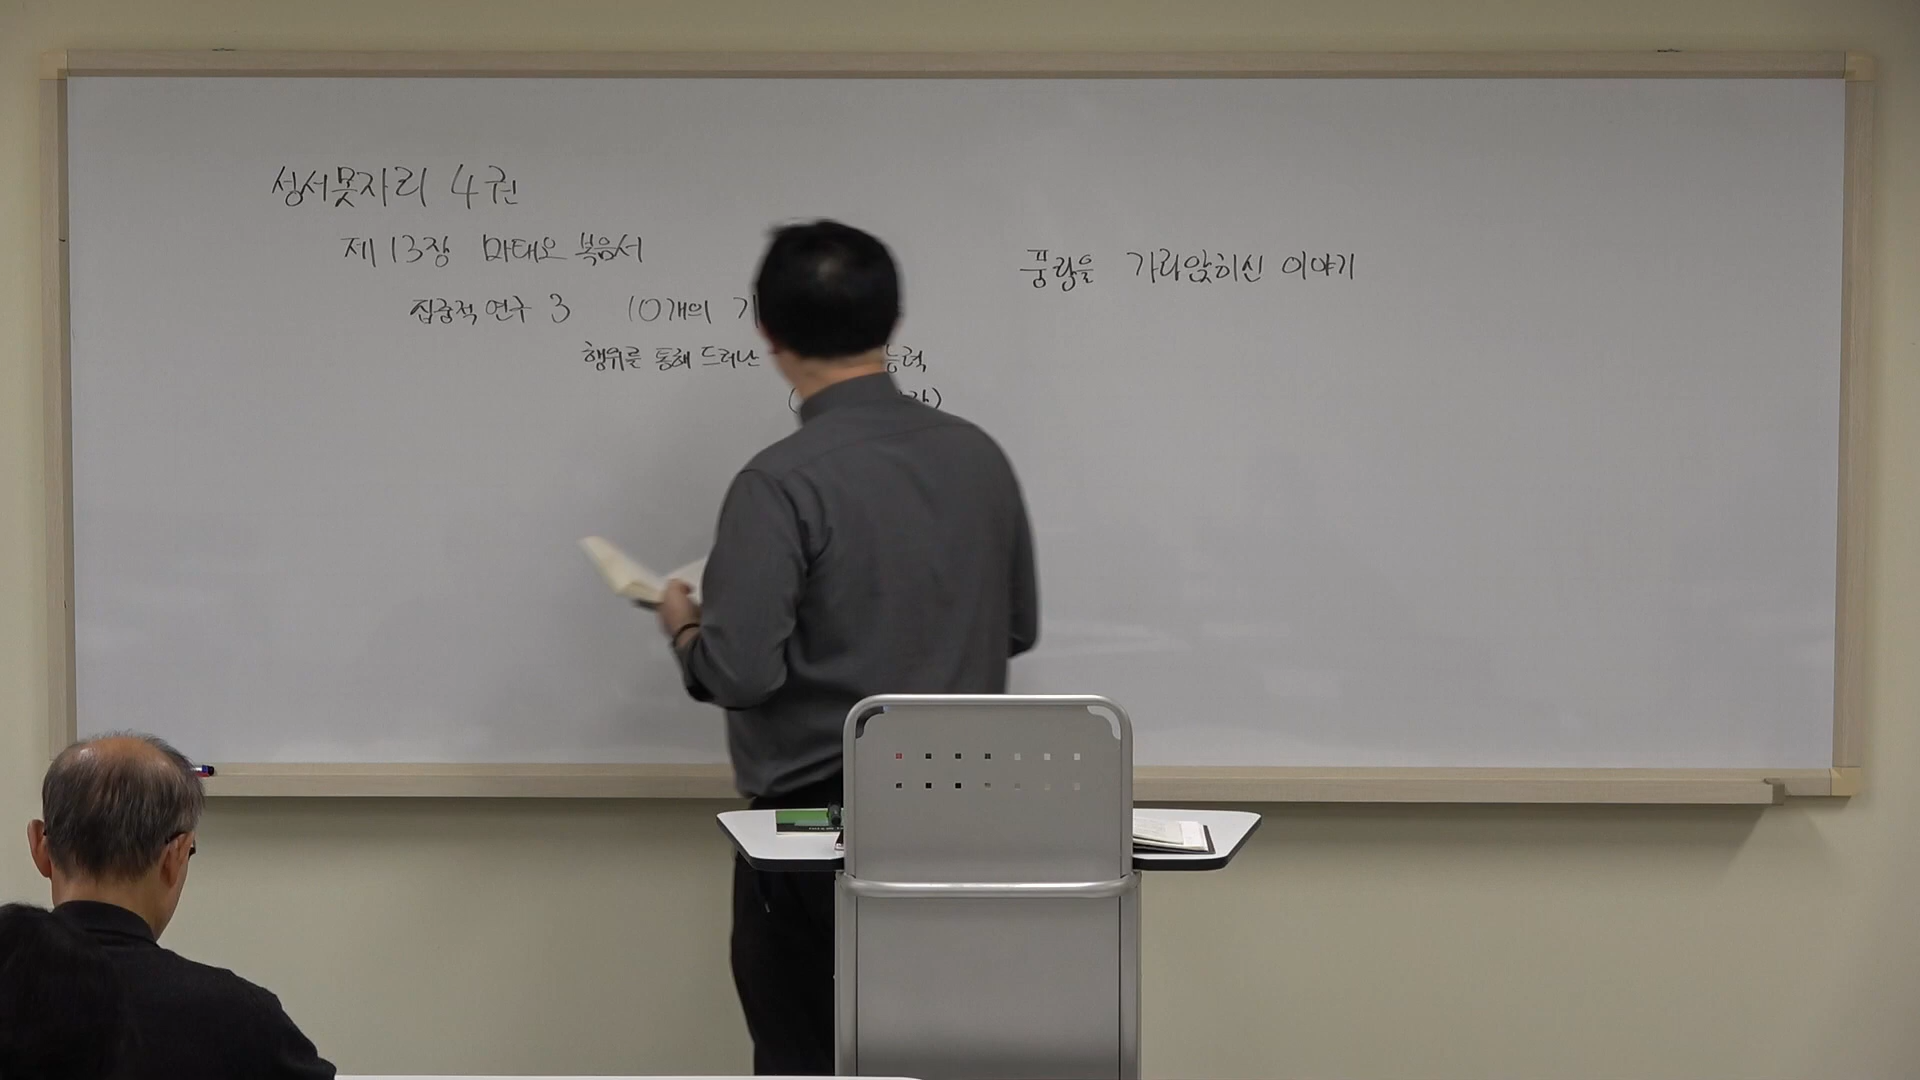 성서못자리 4권
제 13장 마태오 복음서
집중적 연구 3 10개의
행위를 통해 드러난
풍랑을 가라앉히신 이야기